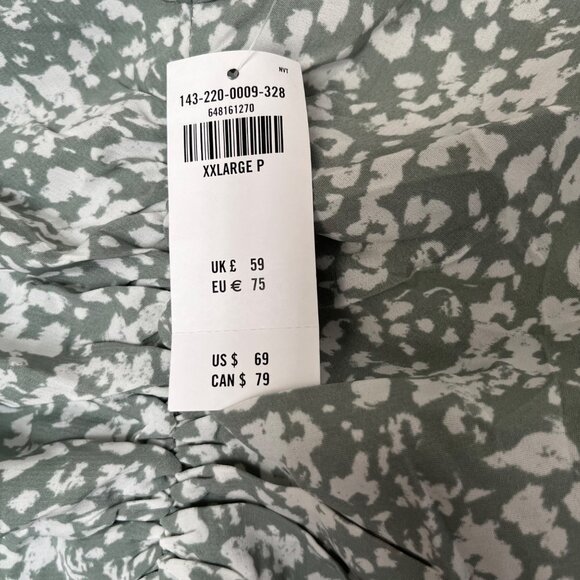 NVT
143-220-0009-328
648161270
XXLARGE P
UK £ 59
EU € 75
US $ 69
CAN $ 79